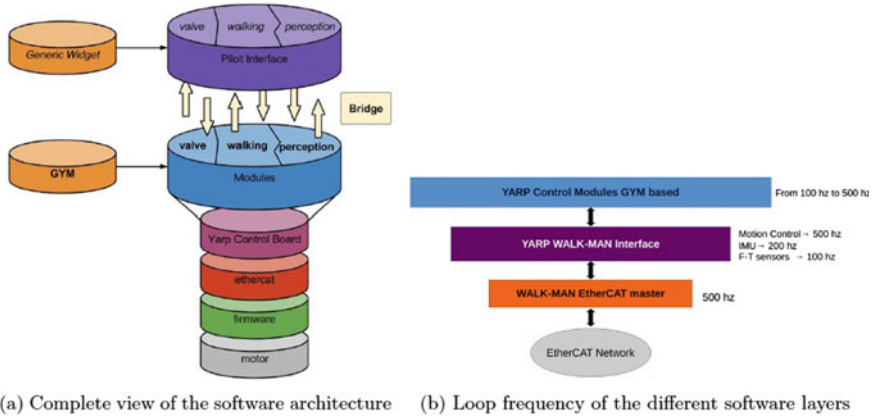 valve walking perception
Generic Widget
Pilot Interface
Bridge
valve walking perception
GYM
Modules
Yarp Control Board
ethercat
firmware
motor
(a) Complete view of the software architecture
YARP Control Modules GYM based
From 100 hz to 500 hz
YARP WALK-MAN Interface
Motion Control→ 500 hz
IMU→ 200 hz
F-T sensors → 100 hz
WALK-MAN EtherCAT master
500 hz
EtherCAT Network
(b) Loop frequency of the different software layers